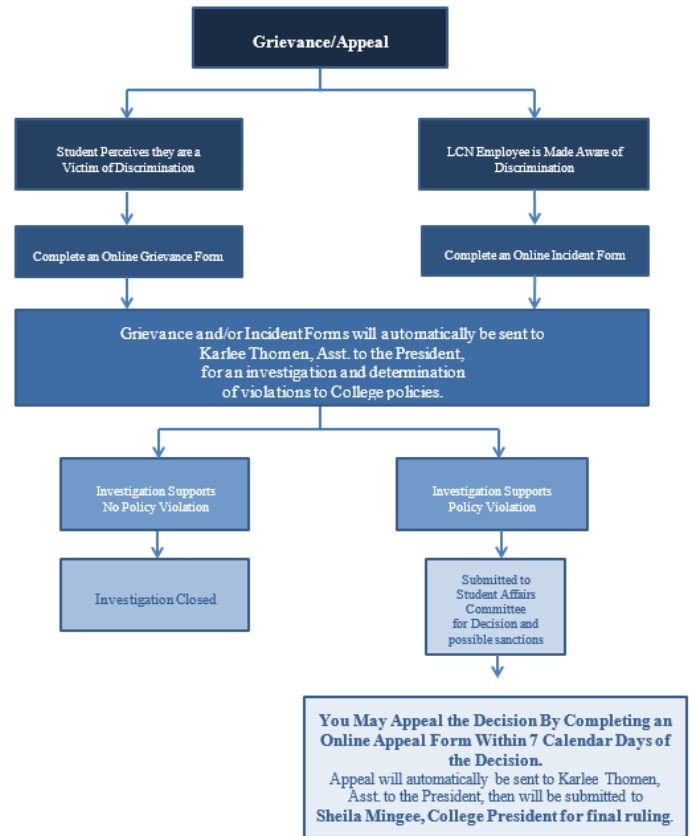 Grievance/Appeal
Student Perceives they are a
Victim of Discrimination
LCN Employee is Made Aware of
Discrimination
Complete an Online Grievance Form
Complete an Online Incident Form
Grievance and/or Incident Forms will automatically be sent to
Karlee Thomen, Asst. to the President,
for an investigation and determination
of violations to College policies.
Investigation Supports
No Policy Violation
Investigation Supports
Policy Violation
Investigation Closed
Submitted to
Student Affairs
Committee
for Decision and
possible sanctions
You May Appeal the Decision By Completing an
Online Appeal Form Within 7 Calendar Days of
the Decision.
Appeal will automatically be sent to Karlee Thomen,
Asst. to the President, then will be submitted to
Sheila Mingee, College President for final ruling.